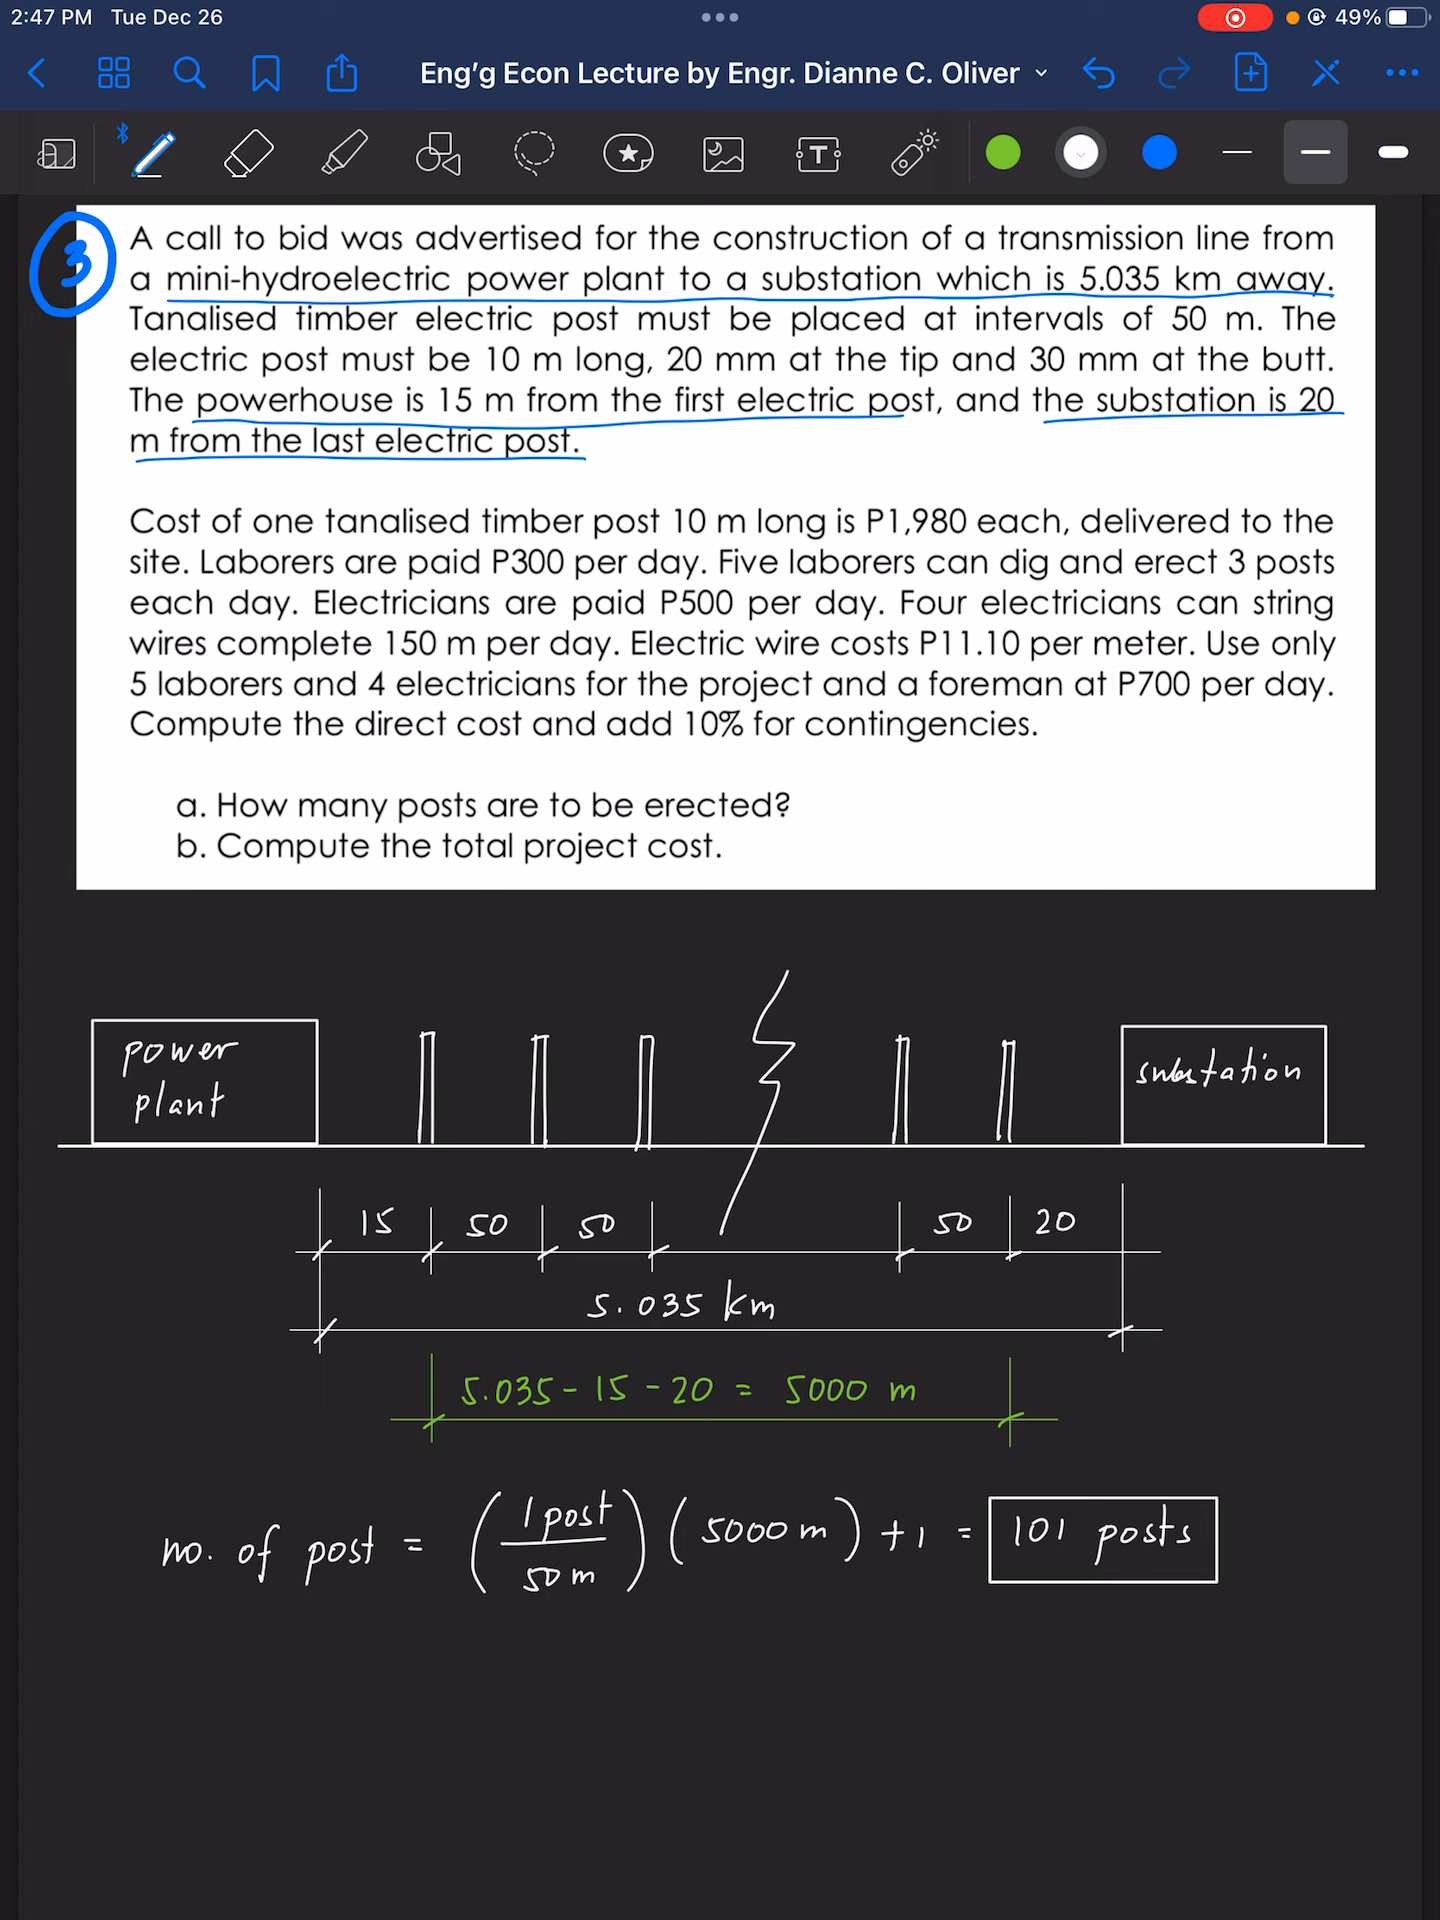 2:47 PM Tue Dec 26
49%
Eng'g Econ Lecture by Engr. Dianne C. Oliver
3
A call to bid was advertised for the construction of a transmission line from
a mini-hydroelectric power plant to a substation which is 5.035 km away.
Tanalised timber electric post must be placed at intervals of 50 m. The
electric post must be 10 m long, 20 mm at the tip and 30 mm at the butt.
The powerhouse is 15 m from the first electric post, and the substation is 20
m from the last electric post.
Cost of one tanalised timber post 10 m long is P1,980 each, delivered to the
site. Laborers are paid P300 per day. Five laborers can dig and erect 3 posts
each day. Electricians are paid P500 per day. Four electricians can string
wires complete 150 m per day. Electric wire costs P11.10 per meter. Use only
5 laborers and 4 electricians for the project and a foreman at P700 per day.
Compute the direct cost and add 10% for contingencies.
a. How many posts are to be erected?
b. Compute the total project cost.
power
plant
substation
15 50 50 50 20
5.035 km
5.035 - 15 - 20 = 5000 m
no. of post = (1 post / 50 m) (5000 m) + 1 = 101 posts